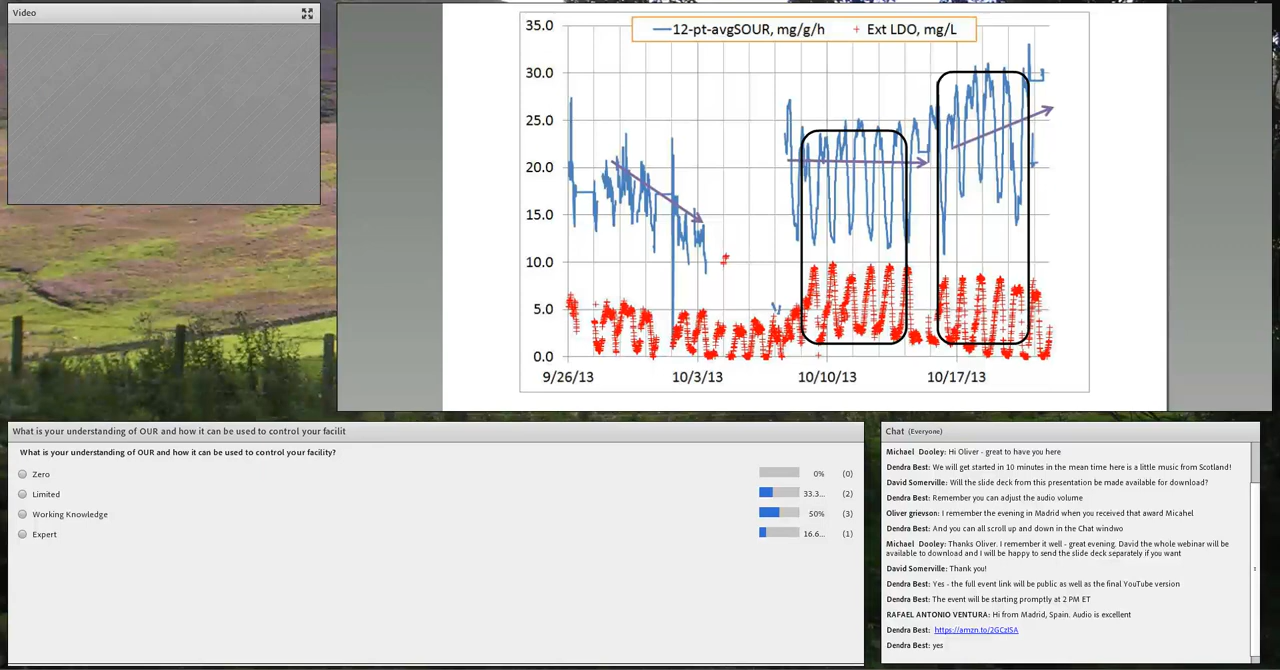 Video
35.0
12-pt-avgSOUR, mg/g/h + Ext LDO, mg/L
30.0
25.0
20.0
15.0
10.0
5.0
0.0
9/26/13 10/3/13 10/10/13 10/17/13
What is your understanding of OUR and how it can be used to control your facilit
What is your understanding of OUR and how it can be used to control your facility?
Zero 0% (0)
Limited 33.3... (2)
Working Knowledge 50% (3)
Expert 16.6... (1)
Chat (Everyone)
Michael Dooley: Hi Oliver - great to have you here
Dendra Best: We will get started in 10 minutes in the mean time here is a little music from Scotland!
David Somerville: Will the slide deck from this presentation be made available for download?
Dendra Best: Remember you can adjust the audio volume
Oliver grievson: I remember the evening in Madrid when you received that award Micahel
Dendra Best: And you can all scroll up and down in the Chat windwo
Michael Dooley: Thanks Oliver. I remember it well - great evening. David the whole webinar will be
available to download and I will be happy to send the slide deck separately if you want
David Somerville: Thank you!
Dendra Best: Yes - the full event link will be public as well as the final YouTube version
Dendra Best: The event will be starting promptly at 2 PM ET
RAFAEL ANTONIO VENTURA: Hi from Madrid, Spain. Audio is excellent
Dendra Best: https://amzn.to/2GCzISA
Dendra Best: yes